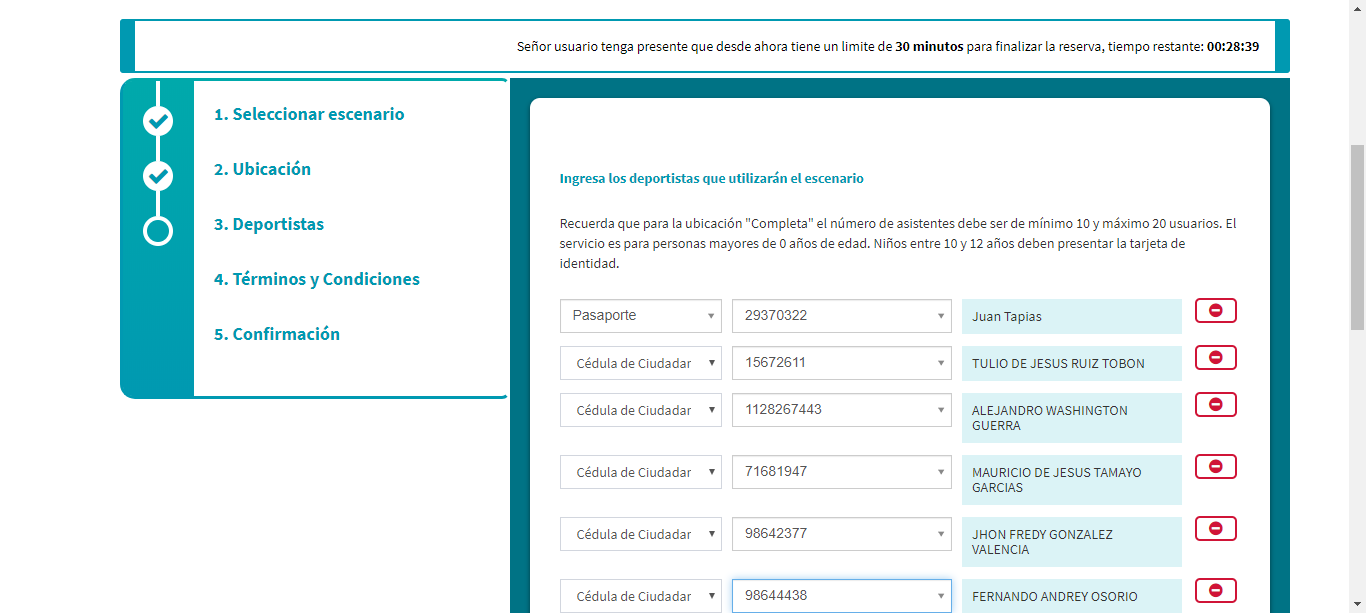 Señor usuario tenga presente que desde ahora tiene un limite de 30 minutos para finalizar la reserva, tiempo restante: 00:28:39
1. Seleccionar escenario
2. Ubicación
3. Deportistas
4. Términos y Condiciones
5. Confirmación
Ingresa los deportistas que utilizarán el escenario
Recuerda que para la ubicación "Completa" el número de asistentes debe ser de mínimo 10 y máximo 20 usuarios. El
servicio es para personas mayores de 0 años de edad. Niños entre 10 y 12 años deben presentar la tarjeta de
identidad.
Pasaporte 29370322 Juan Tapias
Cédula de Ciudadar 15672611 TULIO DE JESUS RUIZ TOBON
Cédula de Ciudadar 1128267443 ALEJANDRO WASHINGTON
GUERRA
Cédula de Ciudadar 71681947 MAURICIO DE JESUS TAMAYO
GARCIAS
Cédula de Ciudadar 98642377 JHON FREDY GONZALEZ
VALENCIA
Cédula de Ciudadar 98644438 FERNANDO ANDREY OSORIO